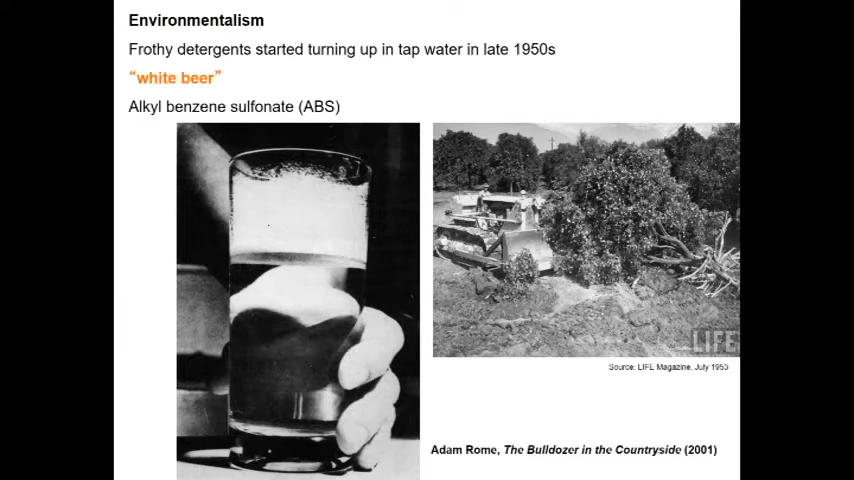 Environmentalism
Frothy detergents started turning up in tap water in late 1950s
“white beer”
Alkyl benzene sulfonate (ABS)
LIFE
Source: LIFE Magazine, July 1953
Adam Rome, The Bulldozer in the Countryside (2001)